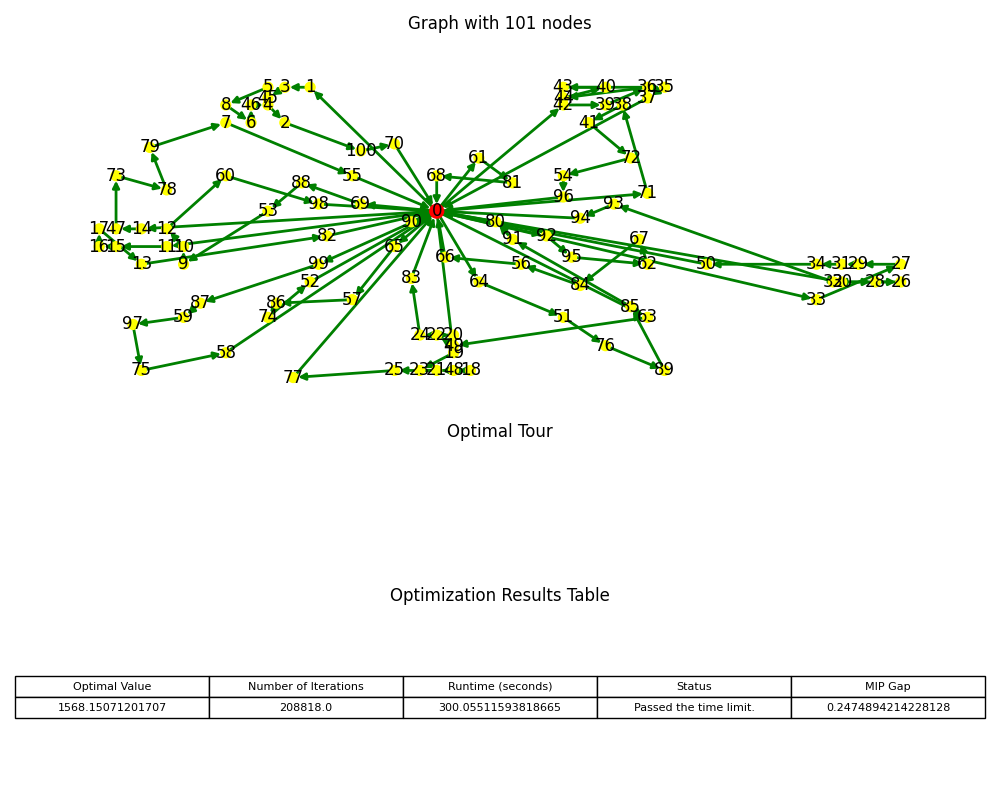 Graph with 101 nodes
5 3 1 43 40 36 35
8 46 45 4 44 42 39 38 37
7 6 2 41
79 100 70 61 72
73 78 60 88 55 68 81 54
98 69 53 0 96 93 71
17 47 14 12 90 80 94
16 15 11 10 82 65 91 92 67
13 9 99 66 56 95 62 50 34 31 29 27
52 83 64 84 32 30 28 26
87 86 57 85 33
97 59 74 51 63
24 22 20
58 49 19 76
75 77 25 23 21 48 18 89
Optimal Tour
Optimization Results Table
Optimal Value Number of Iterations Runtime (seconds) Status MIP Gap
1568.15071201707 208818.0 300.05511593818665 Passed the time limit. 0.2474894214228128